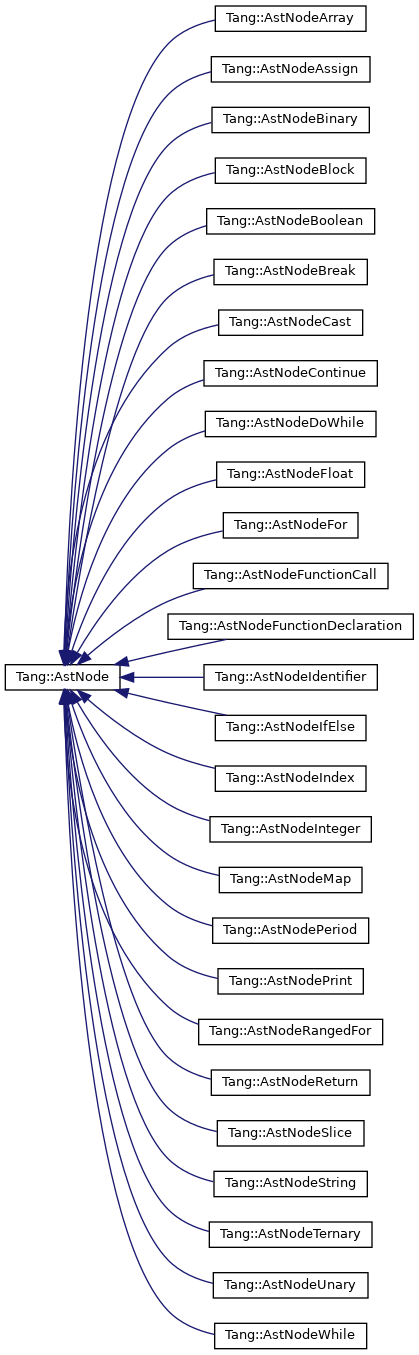 Tang::AstNodeArray
Tang::AstNodeAssign
Tang::AstNodeBinary
Tang::AstNodeBlock
Tang::AstNodeBoolean
Tang::AstNodeBreak
Tang::AstNodeCast
Tang::AstNodeContinue
Tang::AstNodeDoWhile
Tang::AstNodeFloat
Tang::AstNodeFor
Tang::AstNodeFunctionCall
Tang::AstNodeFunctionDeclaration
Tang::AstNode
Tang::AstNodeIdentifier
Tang::AstNodeIfElse
Tang::AstNodeIndex
Tang::AstNodeInteger
Tang::AstNodeMap
Tang::AstNodePeriod
Tang::AstNodePrint
Tang::AstNodeRangedFor
Tang::AstNodeReturn
Tang::AstNodeSlice
Tang::AstNodeString
Tang::AstNodeTernary
Tang::AstNodeUnary
Tang::AstNodeWhile